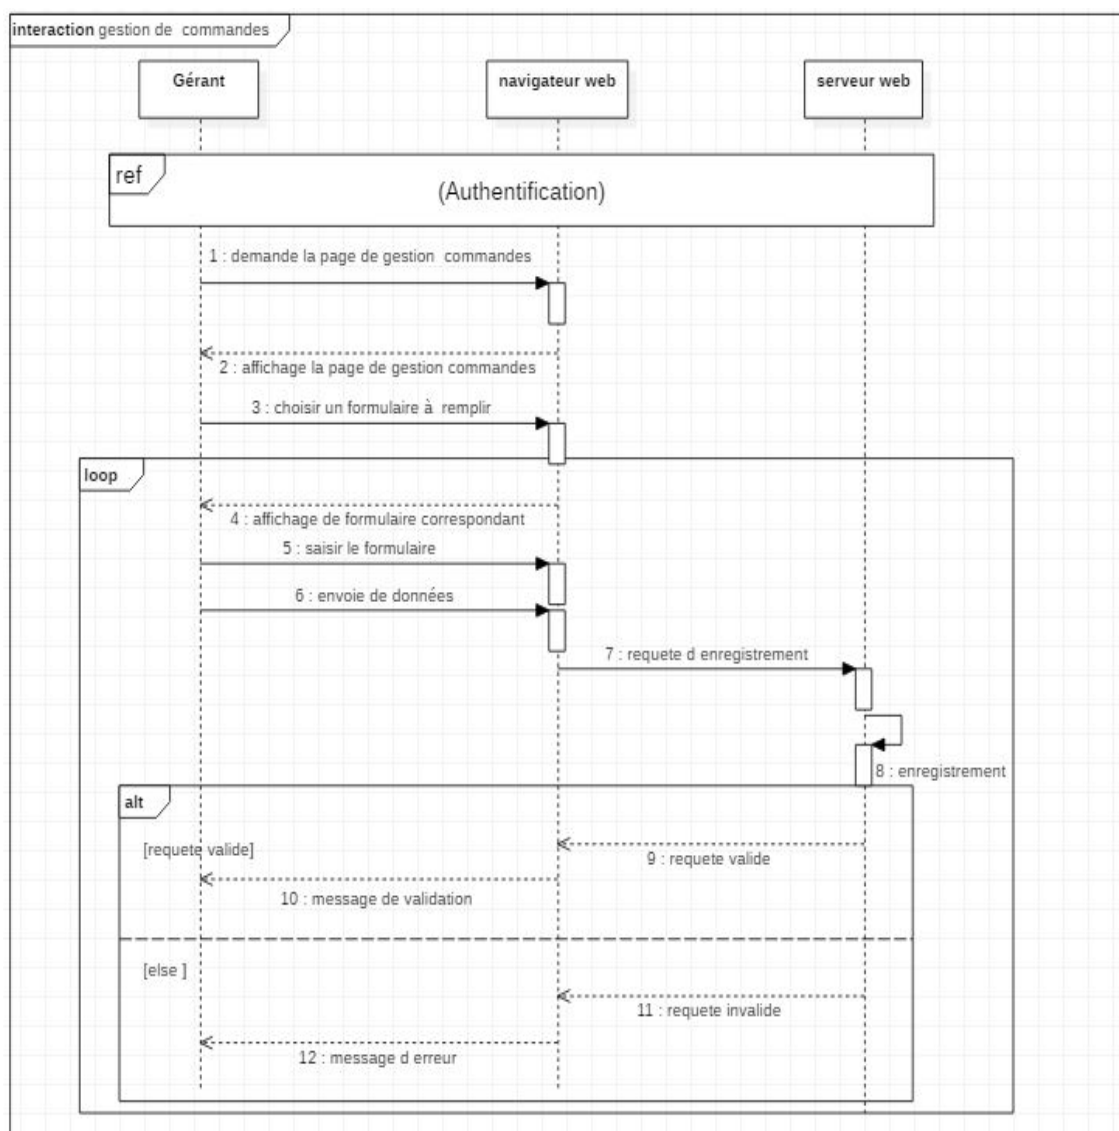 interaction gestion de commandes
Gérant
navigateur web
serveur web
ref
(Authentification)
1 : demande la page de gestion commandes
2 : affichage la page de gestion commandes
3 : choisir un formulaire à remplir
loop
4 : affichage de formulaire correspondant
5 : saisir le formulaire
6 : envoie de données
7 : requete d enregistrement
8 : enregistrement
alt
[requete valide]
9 : requete valide
10 : message de validation
[else ]
11 : requete invalide
12 : message d erreur